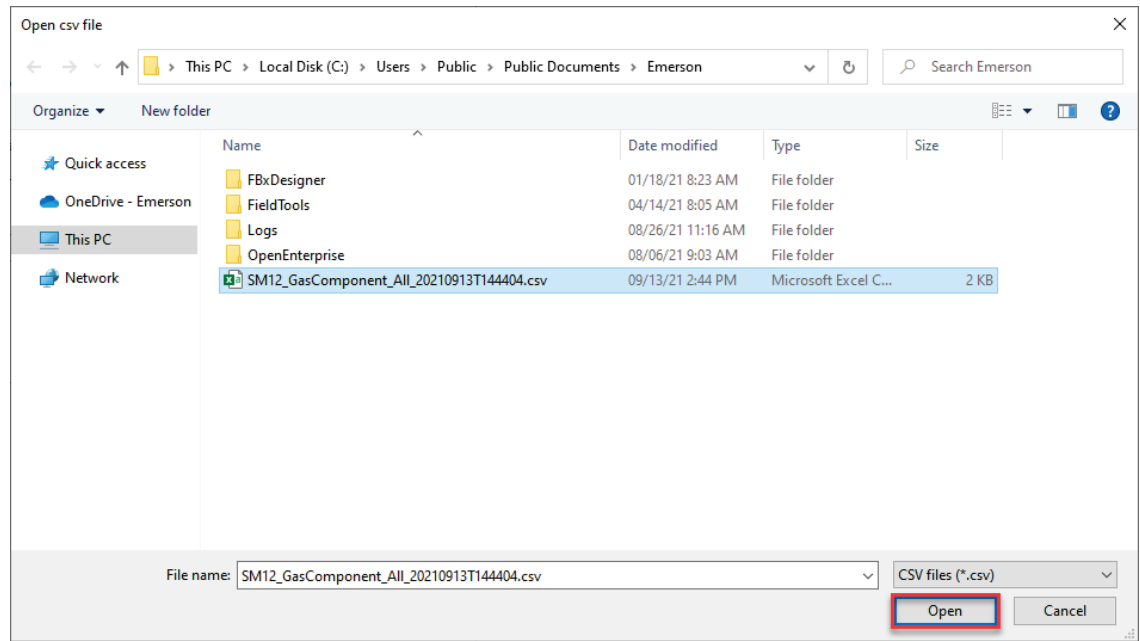 Open csv file
This PC > Local Disk (C:) > Users > Public > Public Documents > Emerson
Search Emerson
Organize New folder
Name Date modified Type Size
Quick access
OneDrive - Emerson
This PC
Network
FBxDesigner 01/18/21 8:23 AM File folder
FieldTools 04/14/21 8:05 AM File folder
Logs 08/26/21 11:16 AM File folder
OpenEnterprise 08/06/21 9:03 AM File folder
SM12_GasComponent_All_20210913T144404.csv 09/13/21 2:44 PM Microsoft Excel C... 2 KB
File name: SM12_GasComponent_All_20210913T144404.csv CSV files (*.csv)
Open Cancel